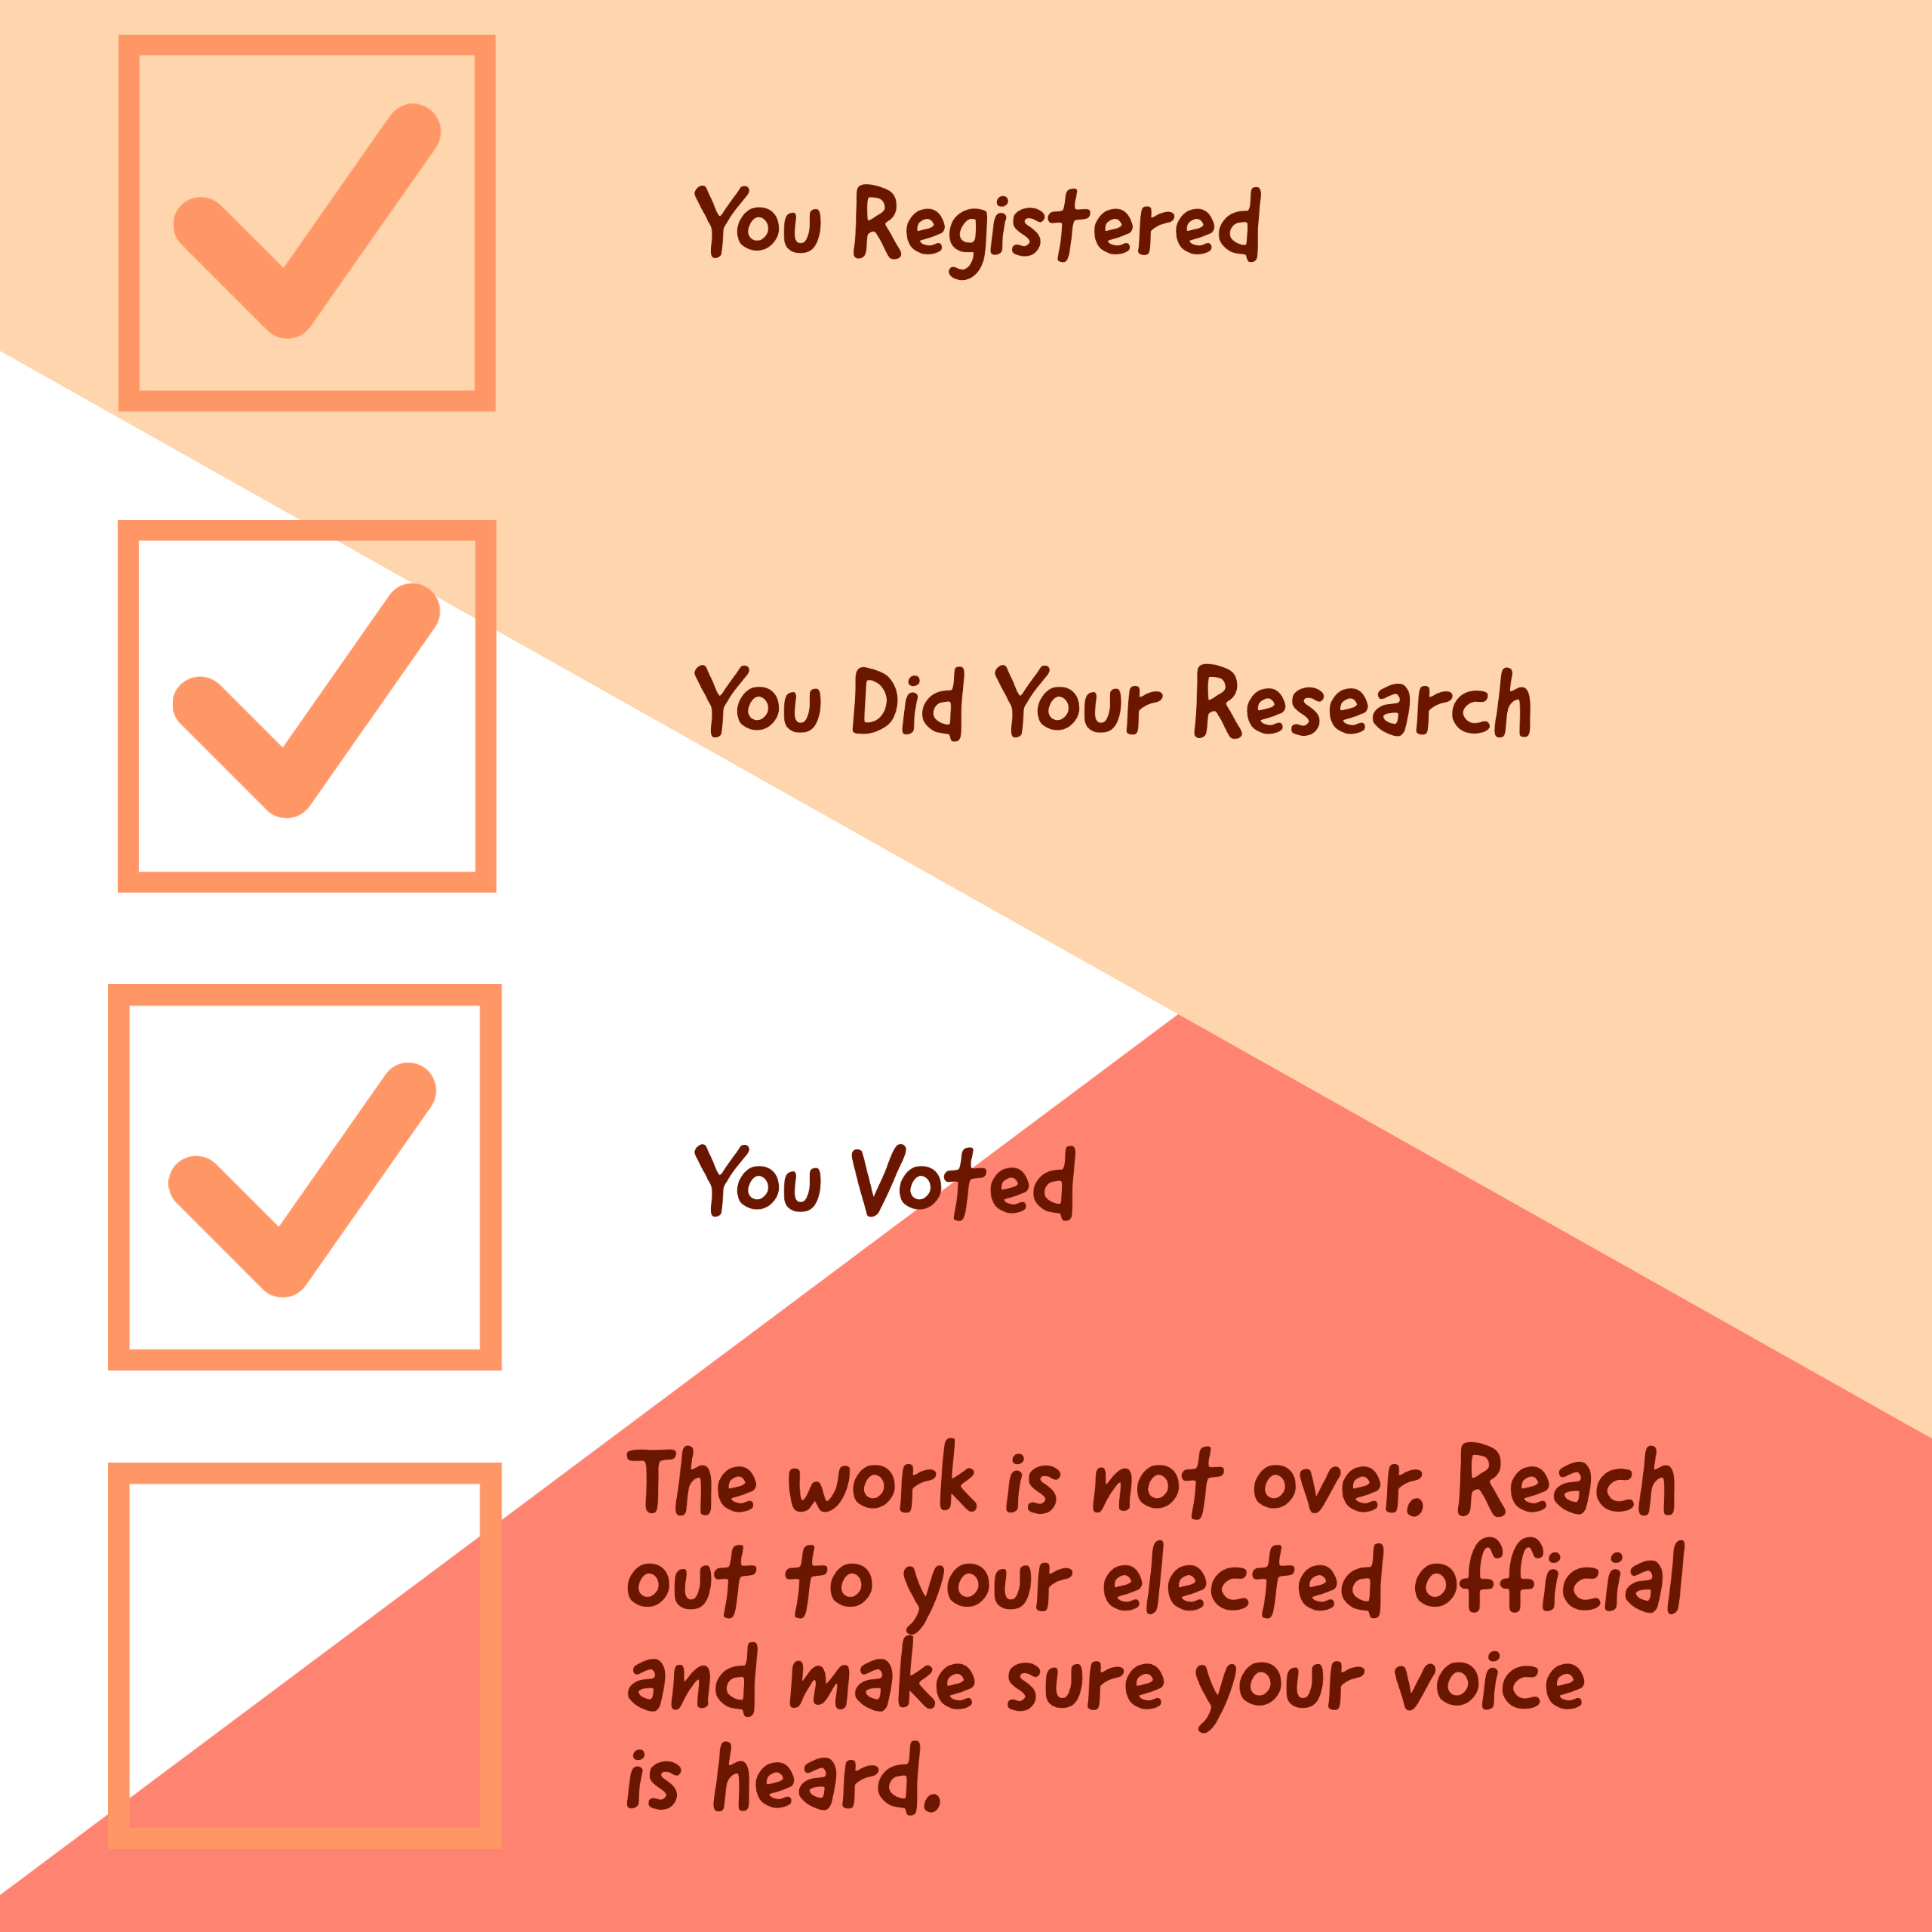 You Registered
You Did Your Research
You Voted
The work is not over. Reach
out to your elected official
and make sure your voice
is heard.